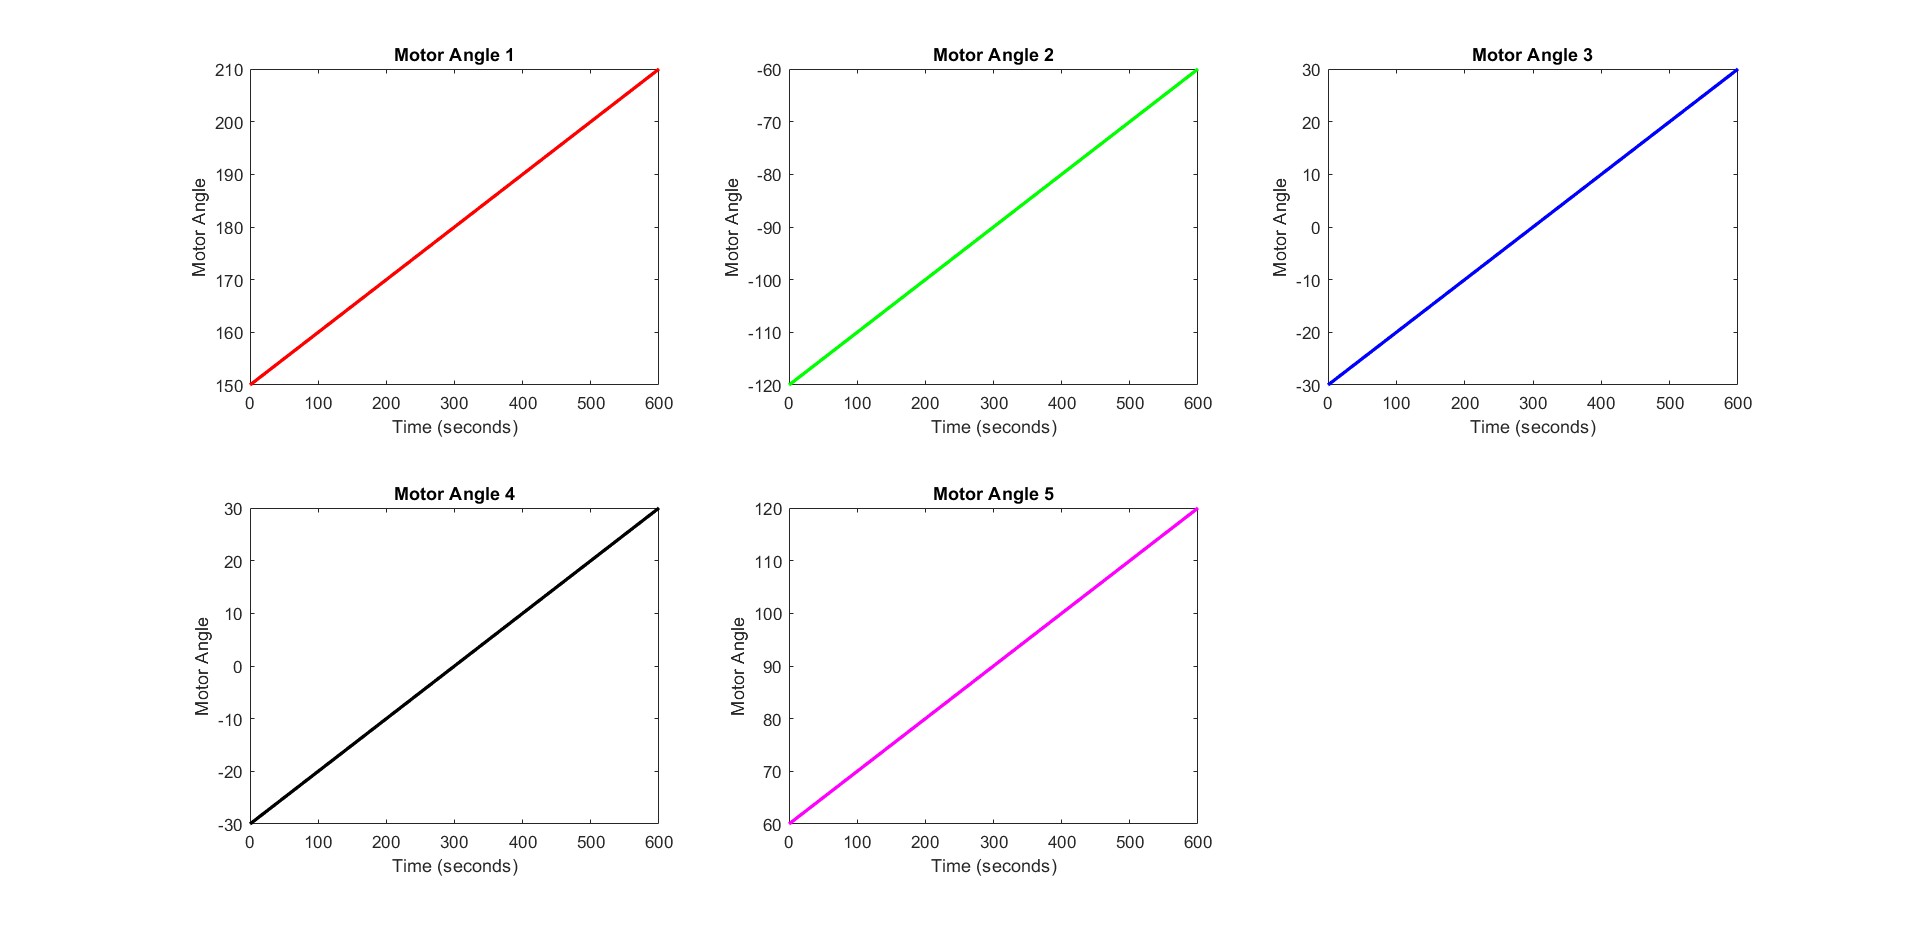 Motor Angle 1
210
200
190
180
170
160
150
Motor Angle
0 100 200 300 400 500 600
Time (seconds)
Motor Angle 2
-60
-70
-80
-90
-100
-110
-120
Motor Angle
0 100 200 300 400 500 600
Time (seconds)
Motor Angle 3
30
20
10
0
-10
-20
-30
Motor Angle
0 100 200 300 400 500 600
Time (seconds)
Motor Angle 4
30
20
10
0
-10
-20
-30
Motor Angle
0 100 200 300 400 500 600
Time (seconds)
Motor Angle 5
120
110
100
90
80
70
60
Motor Angle
0 100 200 300 400 500 600
Time (seconds)